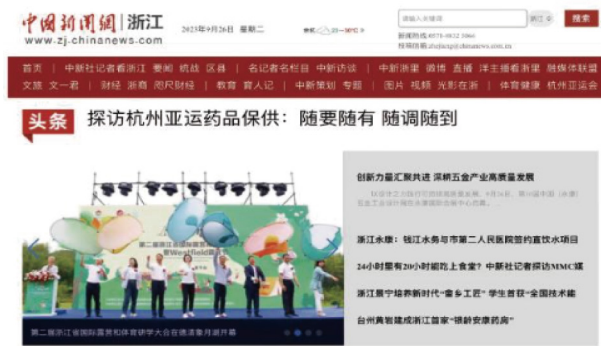 中国新闻网 浙江
www.zj.chinanews.com
2023年9月26日 星期二
请输入关键词 浙江 搜索
首页 | 中新社记者看浙江 要闻 统战 区县 | 名记者名栏目 中新访谈 | 中新浙里 微博 直播 洋主播看浙里 融媒体联盟
文旅 文一君 | 财经 浙商 咫尺财经 | 教育 育人记 | 中新策划 专题 | 图片 视频 光影在浙 | 体育健康 杭州亚运会
头条 探访杭州亚运药品保供：随要随有 随调随到
第二届浙江省国际露营和体育研学大会在德清象月湖开幕
创新力量汇聚共进 深耕五金产业高质量发展
浙江永康：钱江水务与市第二人民医院签约直饮水项目
24小时里有20小时能吃上食堂？中新社记者探访MMC媒
浙江景宁培养新时代“畲乡工匠” 学生首获“全国技术能
台州黄岩建成浙江首家“银龄安康药房”